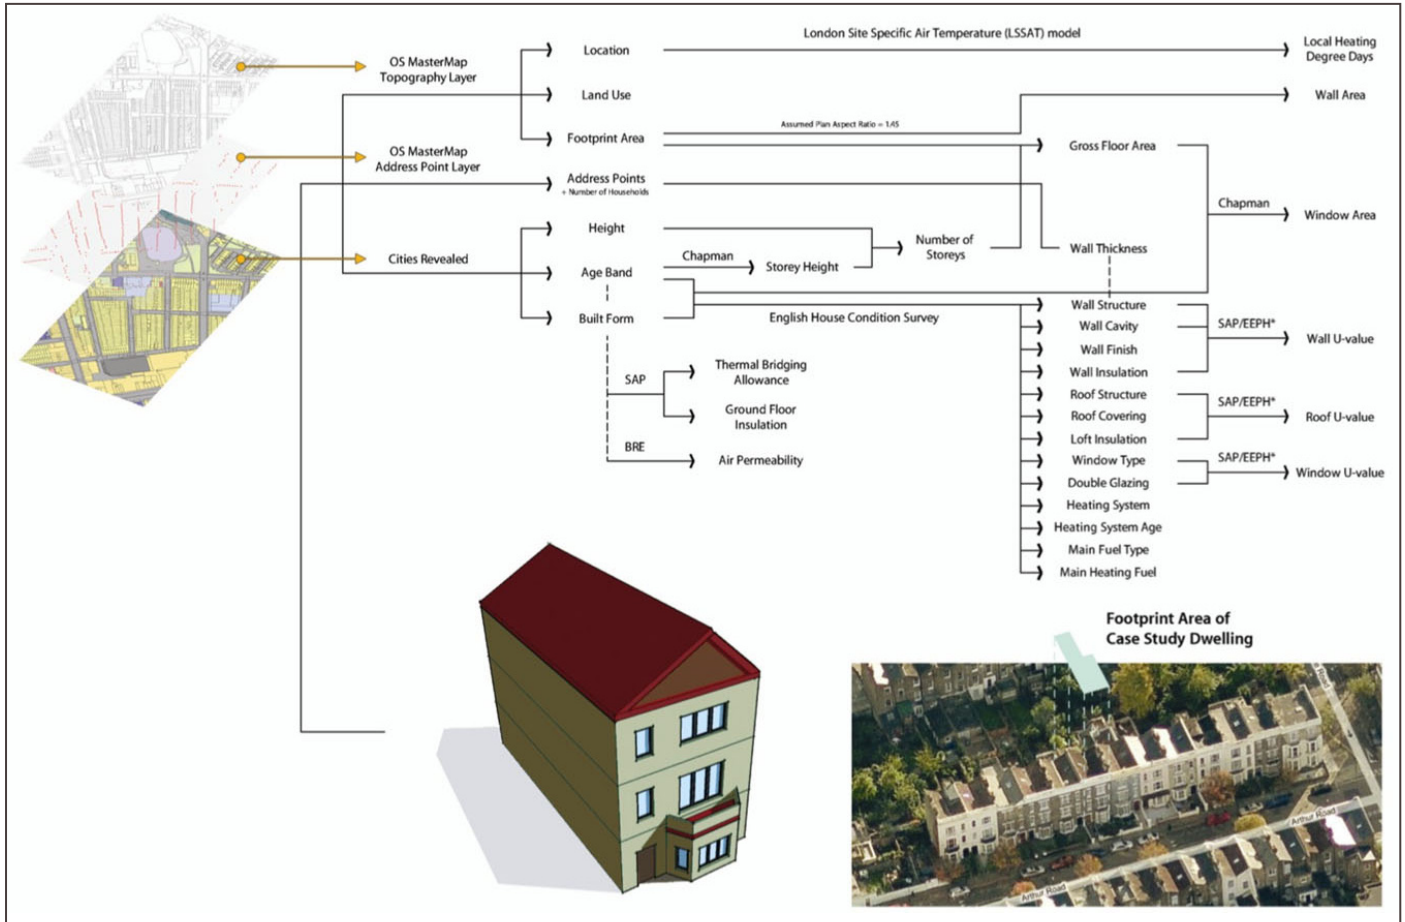 London Site Specific Air Temperature (LSSAT) model
OS MasterMap
Topography Layer
Location
Local Heating
Degree Days
Land Use
Wall Area
Assumed Plan Aspect Ratio = 1.45
Footprint Area
Gross Floor Area
OS MasterMap
Address Point Layer
Address Points
+ Number of Households
Chapman
Window Area
Height
Number of
Storeys
Wall Thickness
Cities Revealed
Chapman
Age Band
Storey Height
Built Form
English House Condition Survey
Wall Structure
Wall Cavity
SAP/EEPH*
Wall U-value
Wall Finish
Wall Insulation
SAP
Thermal Bridging
Allowance
Ground Floor
Insulation
BRE
Air Permeability
Roof Structure
SAP/EEPH*
Roof Covering
Roof U-value
Loft Insulation
Window Type
SAP/EEPH*
Window U-value
Double Glazing
Heating System
Heating System Age
Main Fuel Type
Main Heating Fuel
Footprint Area of
Case Study Dwelling
Road
Arthur Road
Arthur Road